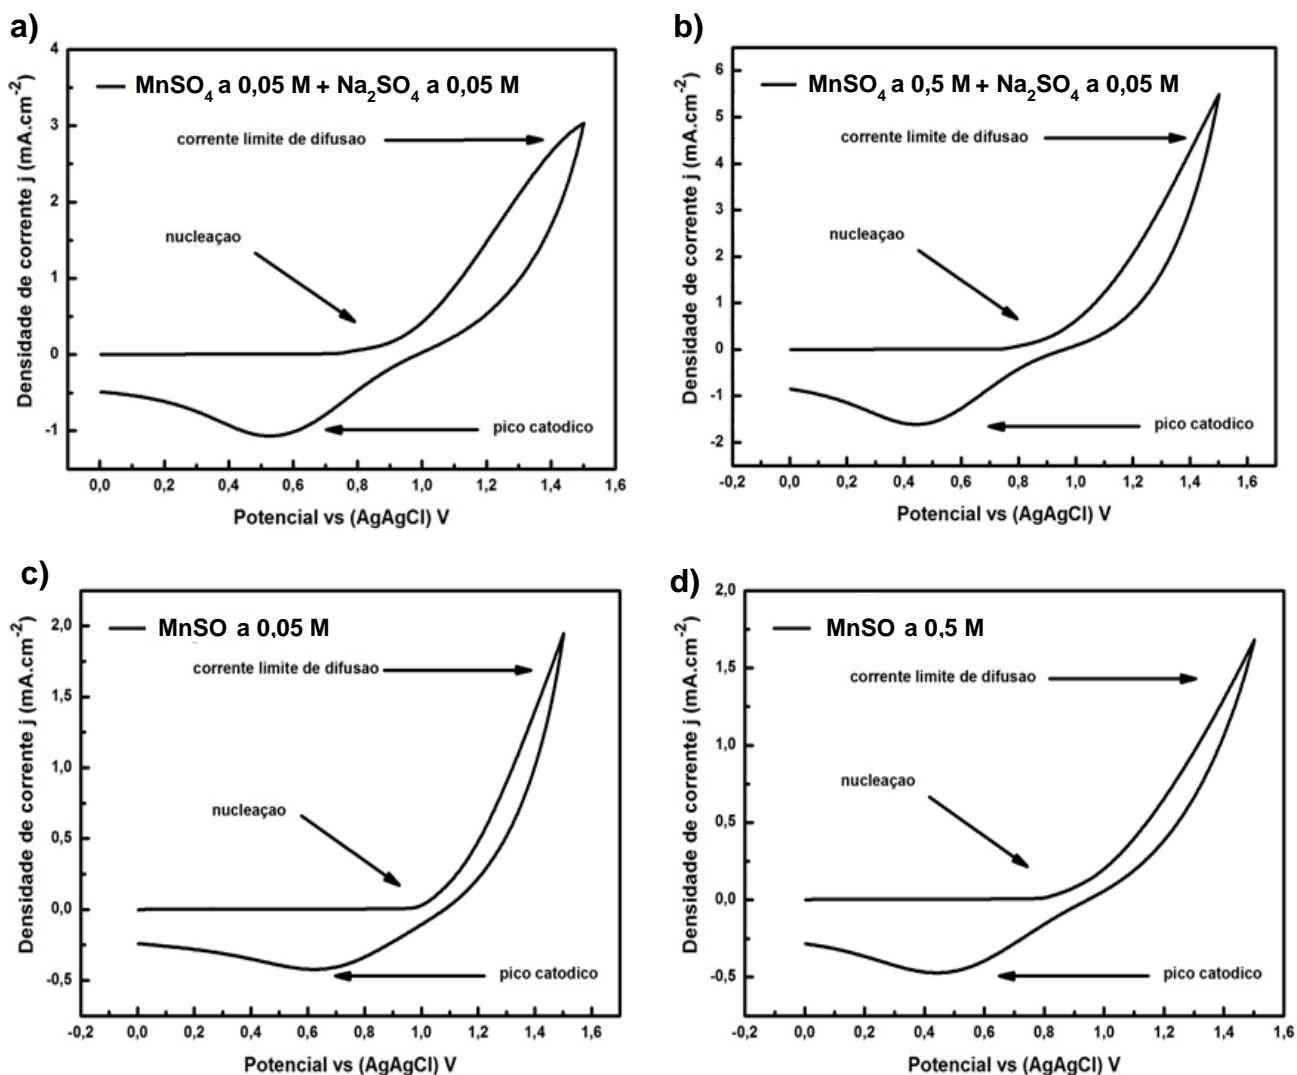 a)
MnSO4 a 0,05 M + Na2SO4 a 0,05 M
corrente limite de difusao
nucleaçao
pico catodico
4
3
2
1
0
-1
Densidade de corrente j (mA.cm-2)
0,0 0,2 0,4 0,6 0,8 1,0 1,2 1,4 1,6
Potencial vs (AgAgCl) V
b)
MnSO4 a 0,5 M + Na2SO4 a 0,05 M
corrente limite de difusao
nucleaçao
pico catodico
6
5
4
3
2
1
0
-1
-2
Densidade de corrente j (mA.cm-2)
-0,2 0,0 0,2 0,4 0,6 0,8 1,0 1,2 1,4 1,6
Potencial vs (AgAgCl) V
c)
MnSO a 0,05 M
corrente limite de difusao
nucleaçao
pico catodico
2,0
1,5
1,0
0,5
0,0
-0,5
Densidade de corrente j (mA.cm-2)
-0,2 0,0 0,2 0,4 0,6 0,8 1,0 1,2 1,4 1,6
Potencial vs (AgAgCl) V
d)
MnSO a 0,5 M
corrente limite de difusao
nucleaçao
pico catodico
2,0
1,5
1,0
0,5
0,0
-0,5
Densidade de corrente j (mA.cm-2)
-0,2 0,0 0,2 0,4 0,6 0,8 1,0 1,2 1,4 1,6
Potencial vs (AgAgCl) V